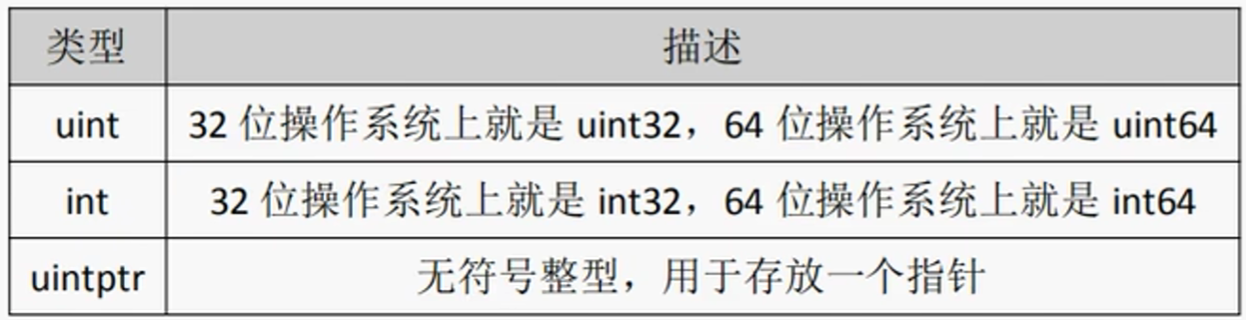 类型 描述
uint 32 位操作系统上就是 uint32，64 位操作系统上就是 uint64
int 32 位操作系统上就是 int32，64 位操作系统上就是 int64
uintptr 无符号整型，用于存放一个指针